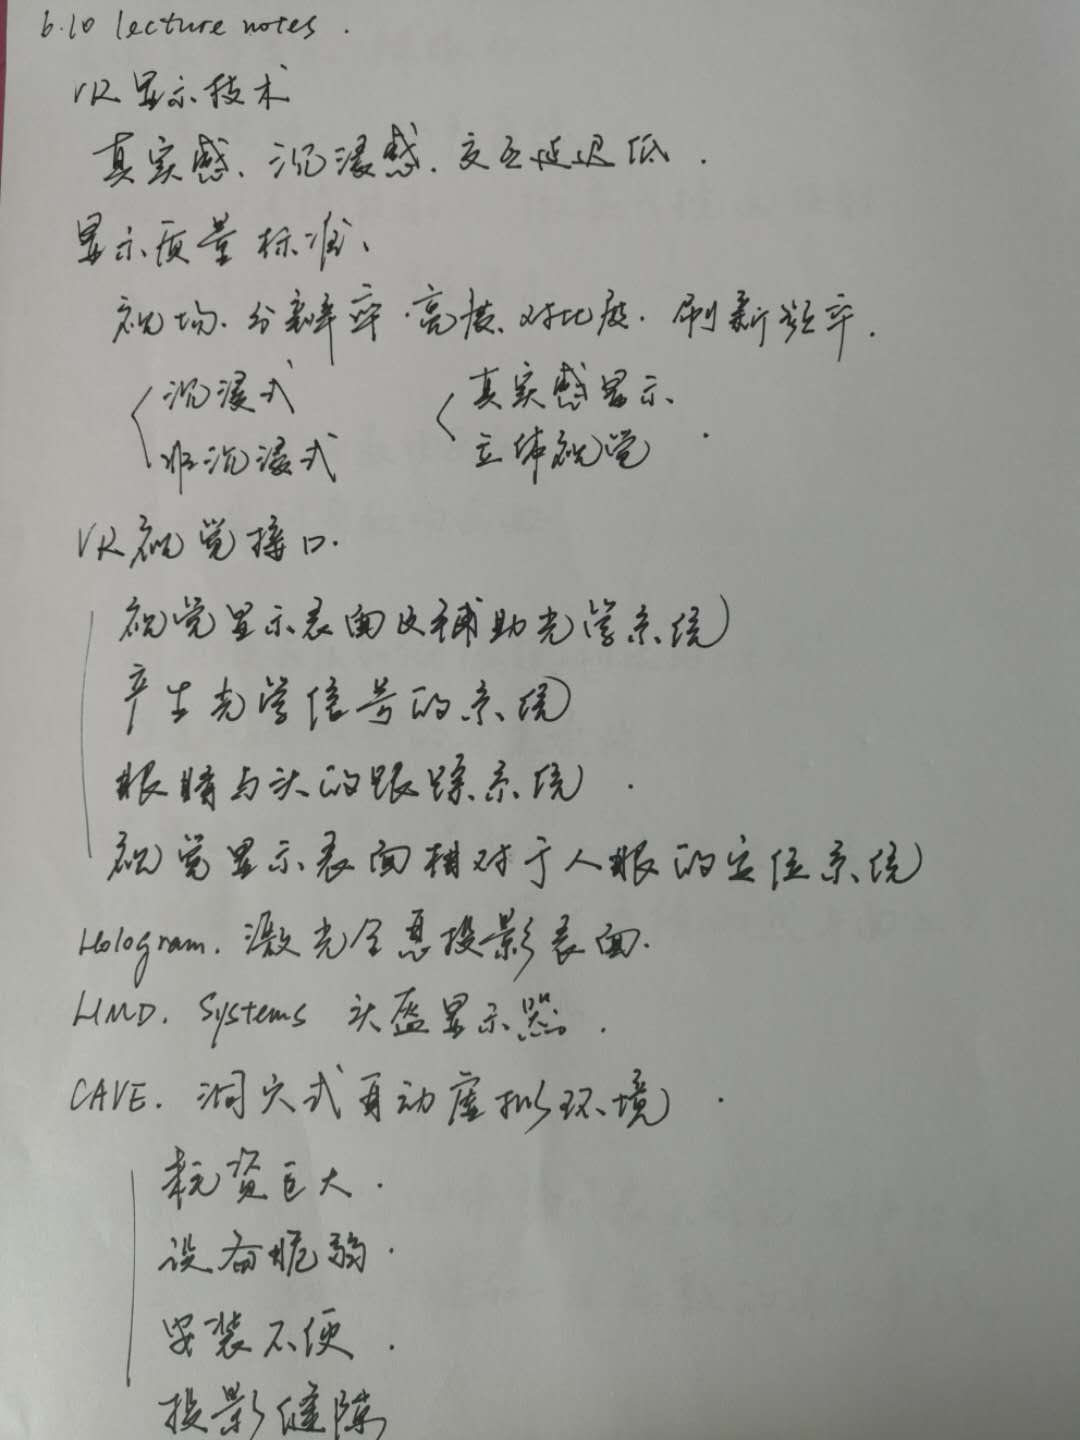 6.10 lecture notes.
VR显示技术
真实感、沉浸感、交互延迟低.
显示质量标准、
视场.分辨率.亮度、对比度.刷新频率.
沉浸式 真实感显示、
非沉浸式 立体视觉.
VR视觉接口.
视觉显示表面及辅助光学系统
产生光学信号的系统
眼睛与头的跟踪系统.
视觉显示表面相对于人眼的定位系统
Hologram.激光全息投影表面.
HMD. Systems 头盔显示器.
CAVE.洞穴式自动虚拟环境.
耗资巨大.
设备脆弱.
安装不便.
投影缝隙